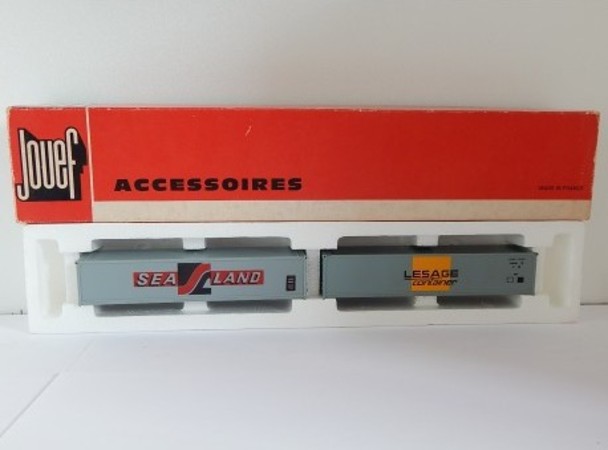 Jouef
ACCESSOIRES
MADE IN FRANCE
SEA LAND
LESAGE
container